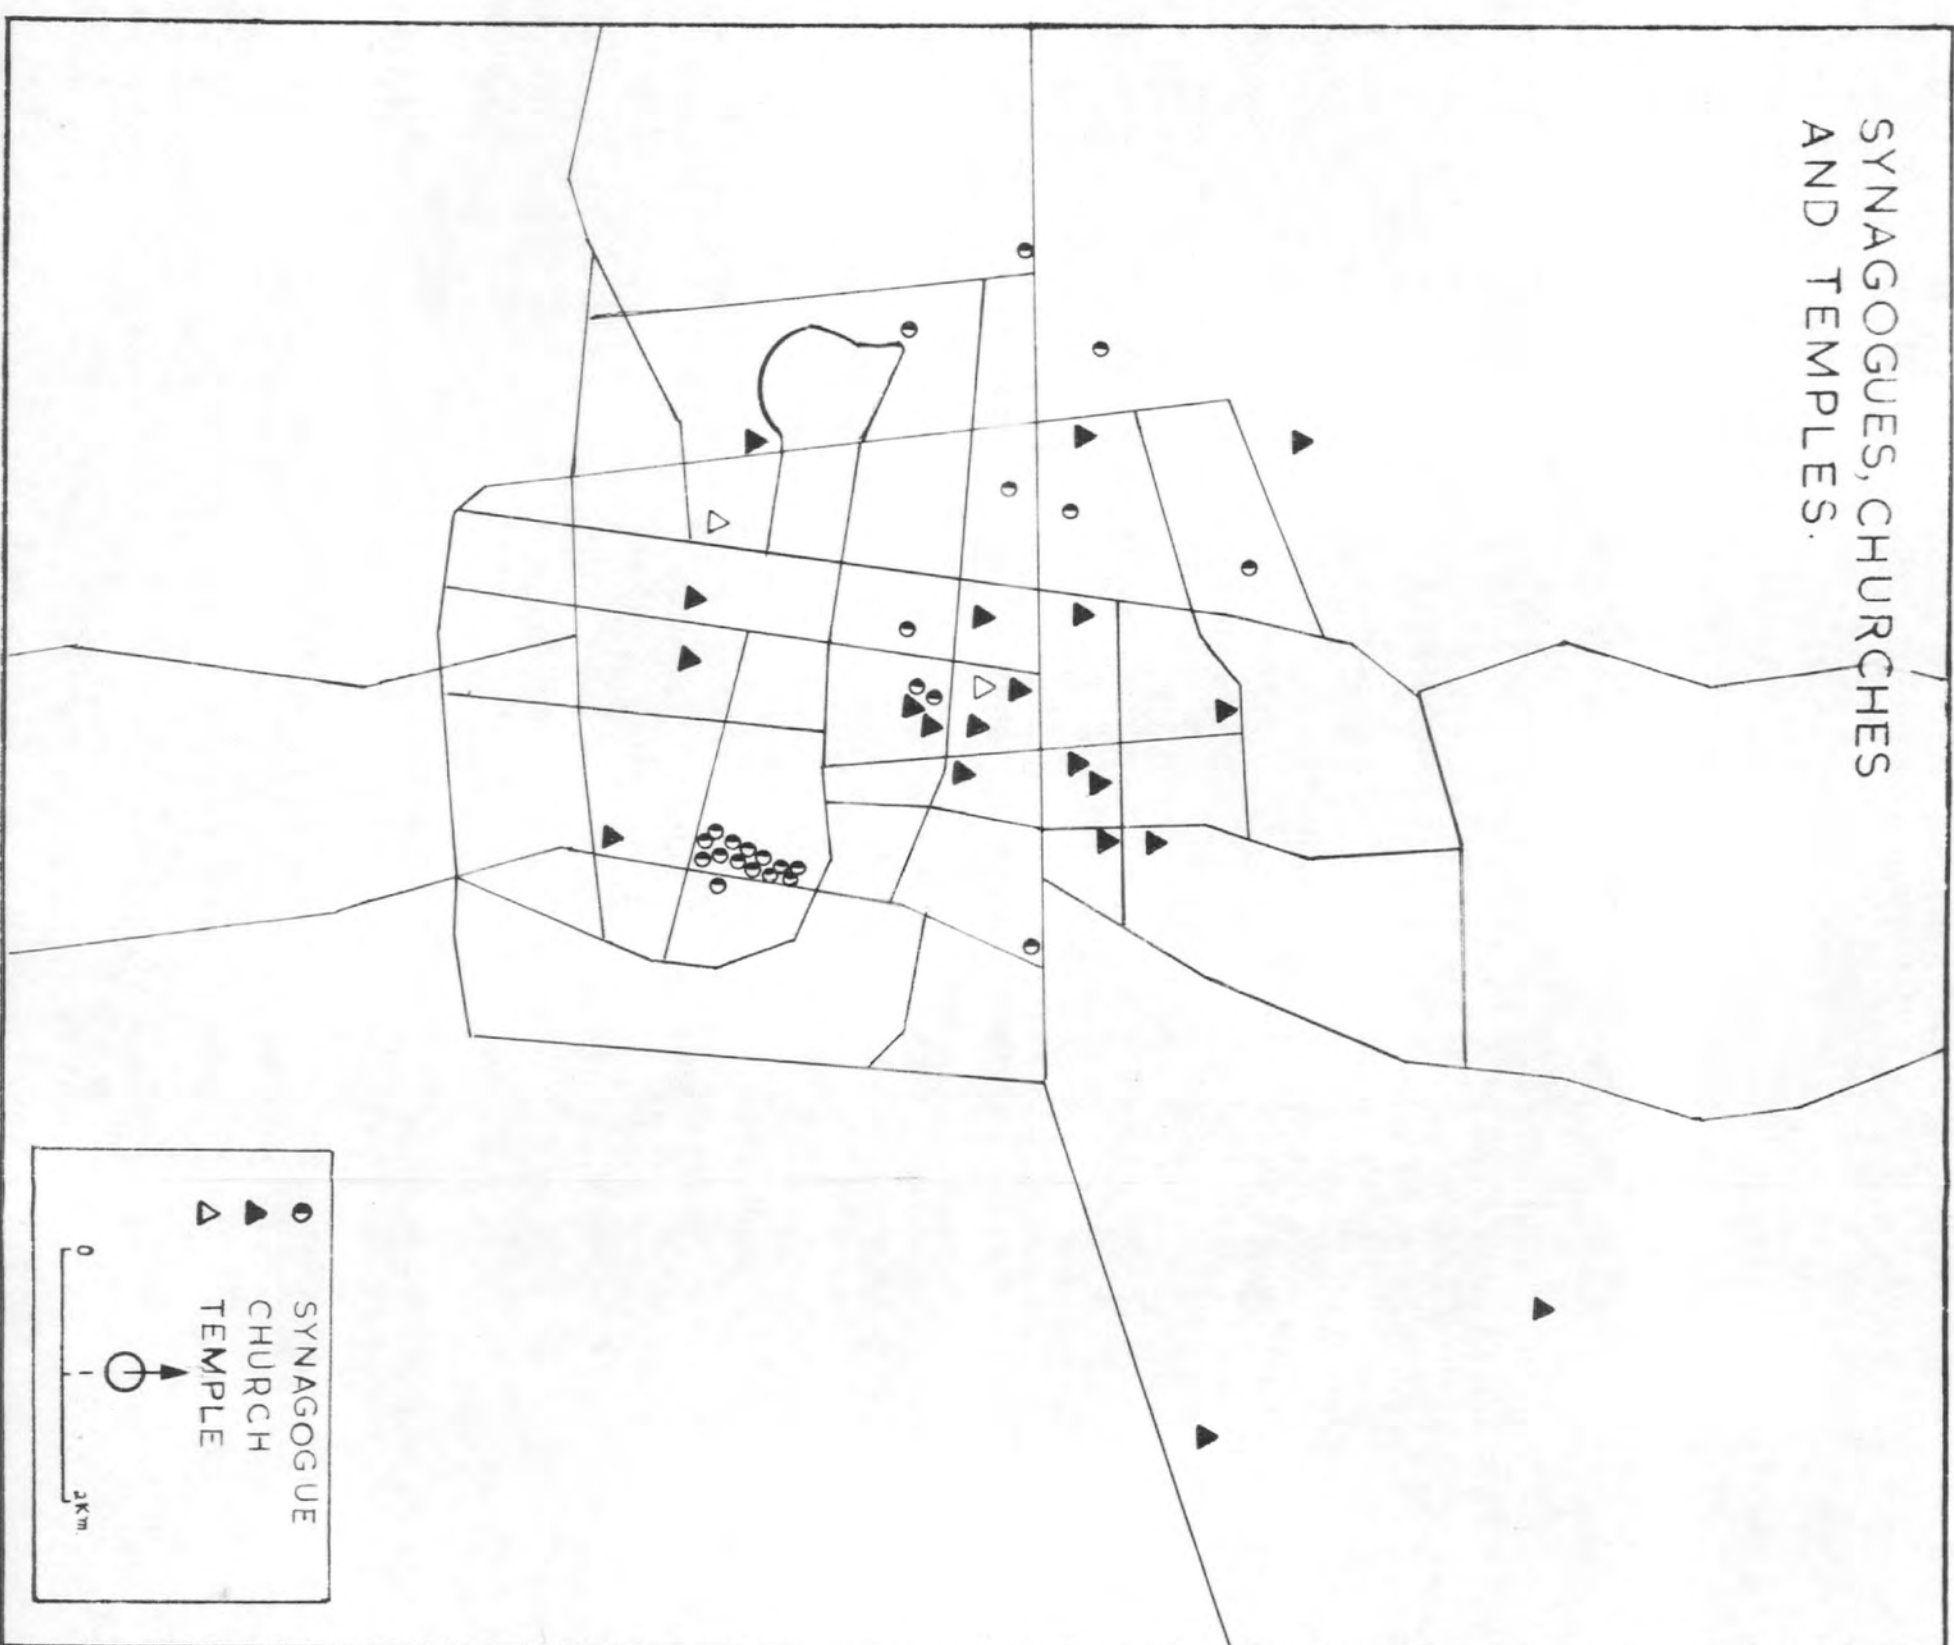 SYNAGOGUES, CHURCHES
AND TEMPLES.
SYNAGOGUE
CHURCH
TEMPLE
0 1 2Km.